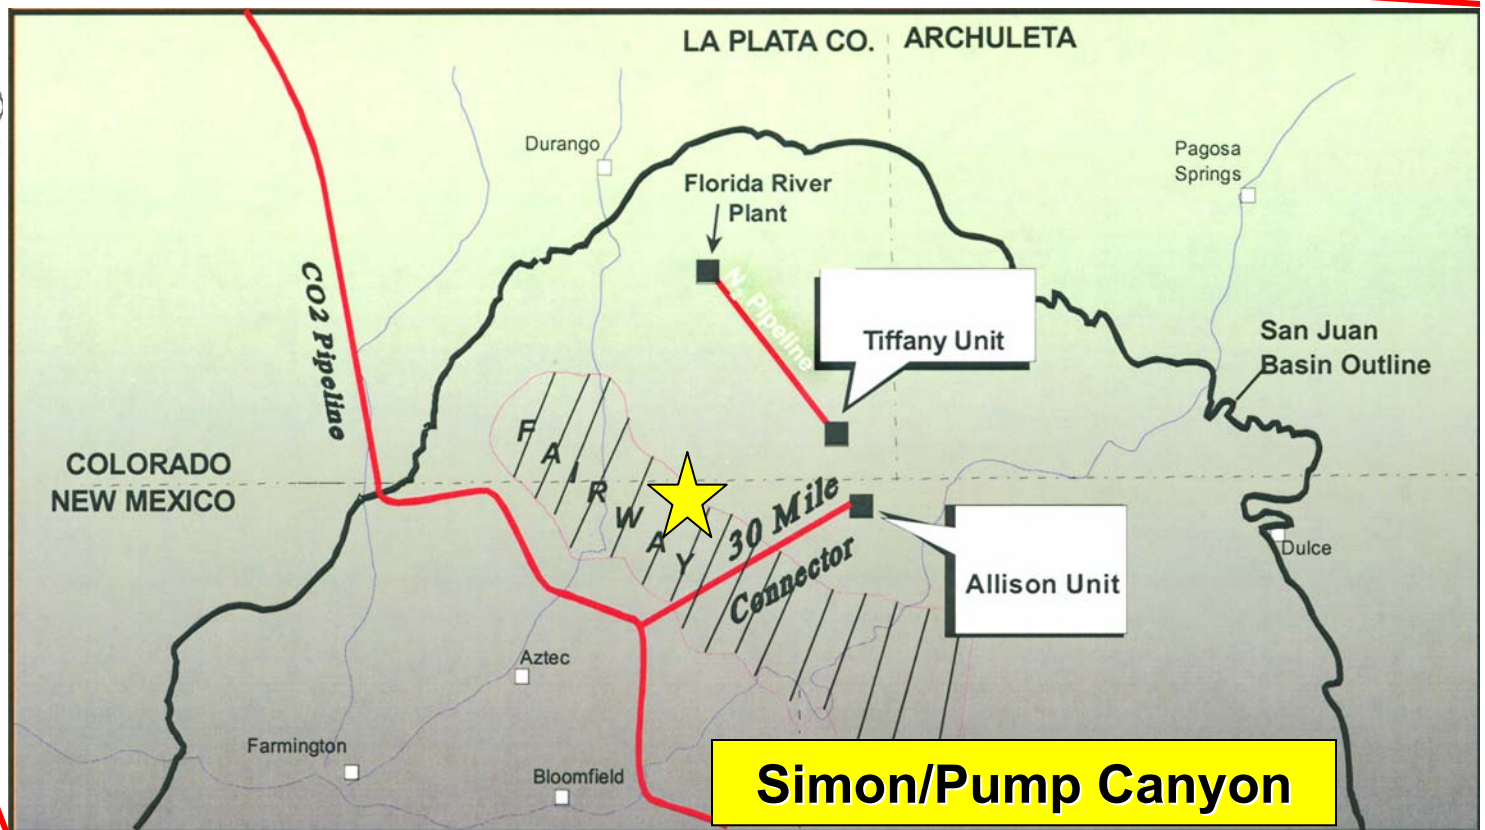 LA PLATA CO. ARCHULETA
Durango
Pagosa
Springs
Florida River
Plant
N2 Pipeline
CO2 Pipeline
Tiffany Unit
San Juan
Basin Outline
FAIRWAY
COLORADO
NEW MEXICO
30 Mile
Connector
Dulce
Allison Unit
Aztec
Farmington
Bloomfield
Simon/Pump Canyon